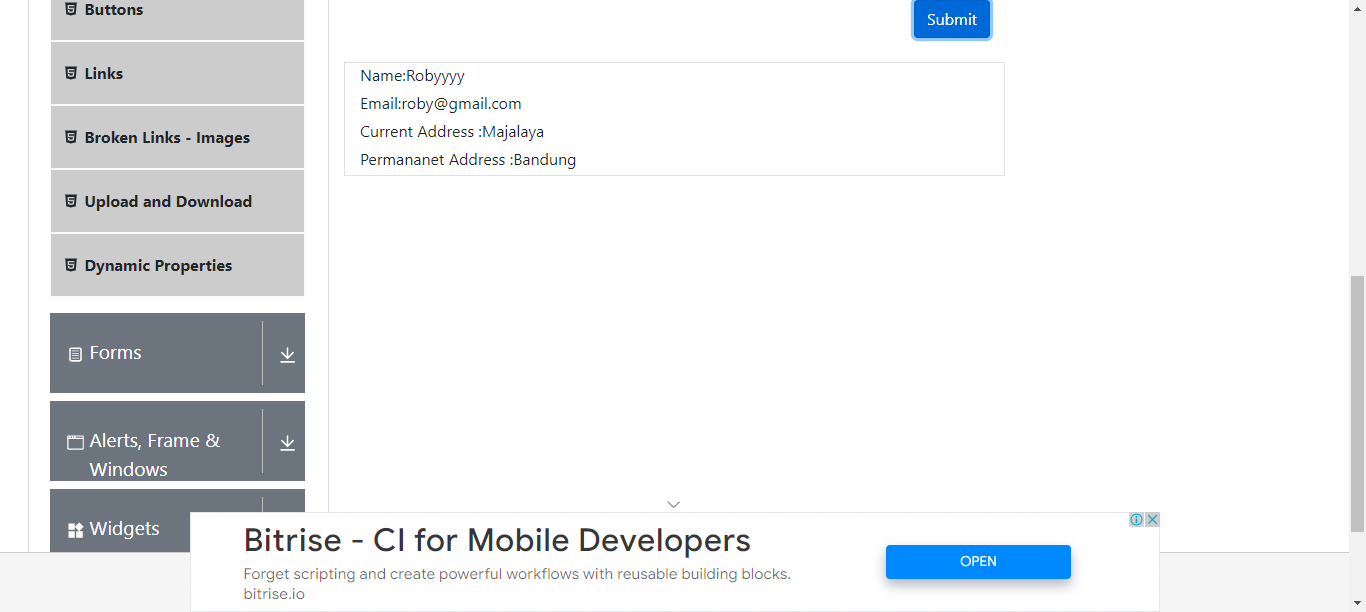 Buttons
Submit
Links
Broken Links - Images
Upload and Download
Dynamic Properties
Name:Robyyyy
Email:roby@gmail.com
Current Address :Majalaya
Permananet Address :Bandung
Forms
Alerts, Frame &
Windows
Widgets
Bitrise - CI for Mobile Developers
Forget scripting and create powerful workflows with reusable building blocks.
bitrise.io
OPEN